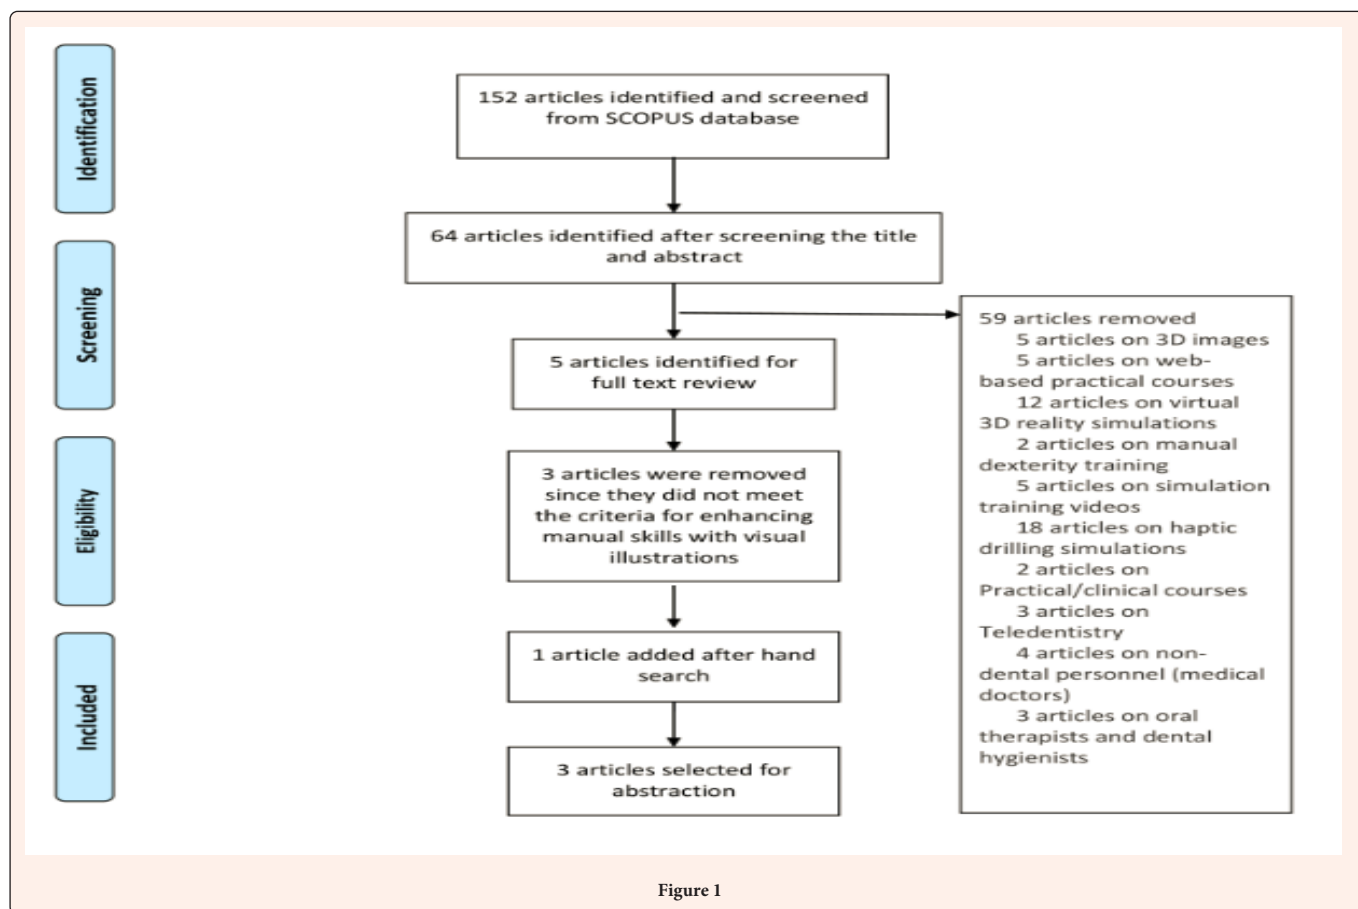 Identification
152 articles identified and screened
from SCOPUS database
64 articles identified after screening the title
and abstract
Screening
5 articles identified for
full text review
59 articles removed
5 articles on 3D images
5 articles on web-
based practical courses
12 articles on virtual
3D reality simulations
2 articles on manual
dexterity training
5 articles on simulation
training videos
18 articles on haptic
drilling simulations
2 articles on
Practical/clinical courses
3 articles on
Teledentistry
4 articles on non-
dental personnel (medical
doctors)
3 articles on oral
therapists and dental
hygienists
Eligibility
3 articles were removed
since they did not meet
the criteria for enhancing
manual skills with visual
illustrations
Included
1 article added after hand
search
3 articles selected for
abstraction
Figure 1